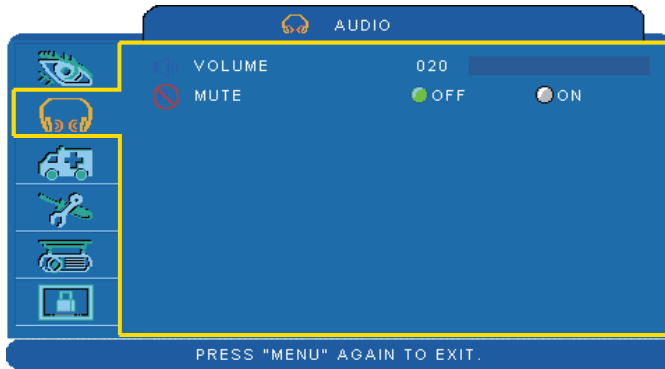 AUDIO
VOLUME 020
MUTE OFF ON
PRESS "MENU" AGAIN TO EXIT.